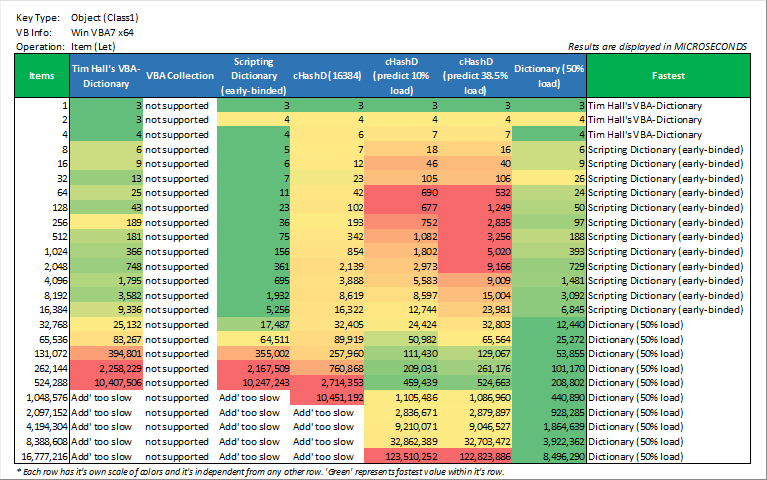 Key Type: Object (Class1)
VB Info: Win VBA7 x64
Operation: Item (Let)
Results are displayed in MICROSECONDS
Items Tim Hall's VBA-Dictionary VBA Collection Scripting Dictionary (early-binded) cHashD (16384) cHashD (predict 10% load) cHashD (predict 38.5% load) Dictionary (50% load) Fastest
1 3 not supported 3 3 3 3 3 Tim Hall's VBA-Dictionary
2 3 not supported 4 4 4 4 4 Tim Hall's VBA-Dictionary
4 4 not supported 4 6 7 7 4 Tim Hall's VBA-Dictionary
8 6 not supported 5 7 18 16 6 Scripting Dictionary (early-binded)
16 9 not supported 6 12 46 40 9 Scripting Dictionary (early-binded)
32 13 not supported 7 23 105 106 26 Scripting Dictionary (early-binded)
64 25 not supported 11 42 690 532 24 Scripting Dictionary (early-binded)
128 43 not supported 23 102 677 1,249 50 Scripting Dictionary (early-binded)
256 189 not supported 36 193 752 2,835 97 Scripting Dictionary (early-binded)
512 181 not supported 75 342 1,082 3,256 188 Scripting Dictionary (early-binded)
1,024 366 not supported 156 854 1,802 5,020 393 Scripting Dictionary (early-binded)
2,048 748 not supported 361 2,139 2,973 9,166 729 Scripting Dictionary (early-binded)
4,096 1,795 not supported 695 3,888 5,583 9,009 1,481 Scripting Dictionary (early-binded)
8,192 3,582 not supported 1,932 8,619 8,597 15,004 3,092 Scripting Dictionary (early-binded)
16,384 9,336 not supported 5,256 16,322 12,744 23,981 6,845 Scripting Dictionary (early-binded)
32,768 25,132 not supported 17,487 32,405 24,424 32,803 12,440 Dictionary (50% load)
65,536 83,267 not supported 64,511 89,919 50,982 65,564 25,272 Dictionary (50% load)
131,072 394,801 not supported 355,002 257,960 111,430 129,067 53,855 Dictionary (50% load)
262,144 2,258,229 not supported 2,167,509 760,868 209,031 261,176 101,170 Dictionary (50% load)
524,288 10,407,506 not supported 10,247,243 2,714,353 459,439 524,663 208,802 Dictionary (50% load)
1,048,576 Add' too slow not supported Add' too slow 10,451,192 1,105,486 1,086,960 440,890 Dictionary (50% load)
2,097,152 Add' too slow not supported Add' too slow Add' too slow 2,836,671 2,879,897 928,285 Dictionary (50% load)
4,194,304 Add' too slow not supported Add' too slow Add' too slow 9,210,071 9,046,527 1,864,639 Dictionary (50% load)
8,388,608 Add' too slow not supported Add' too slow Add' too slow 32,862,389 32,703,472 3,922,362 Dictionary (50% load)
16,777,216 Add' too slow not supported Add' too slow Add' too slow 123,510,252 122,823,886 8,496,290 Dictionary (50% load)
* Each row has it's own scale of colors and it's independent from any other row. 'Green' represents fastest value within it's row.